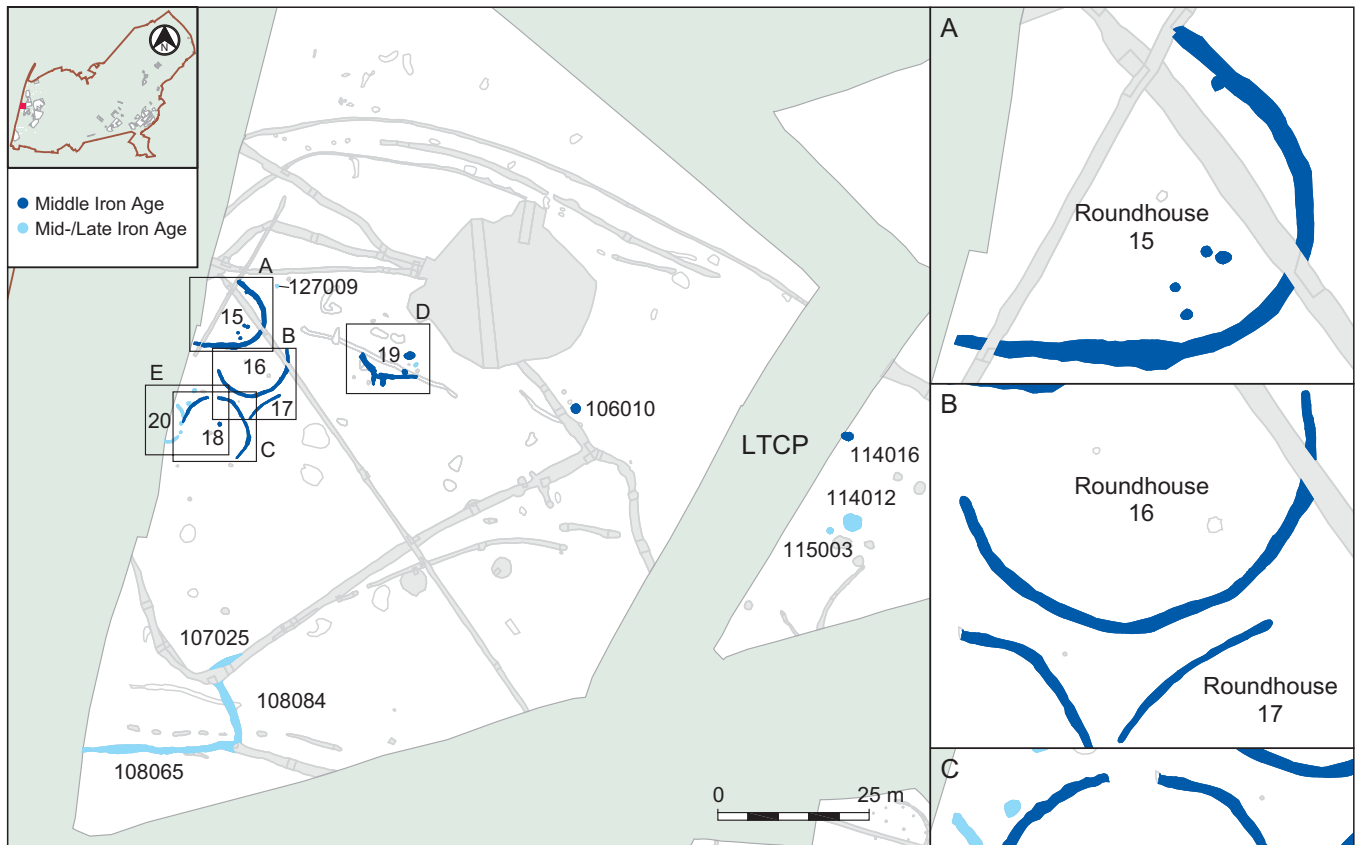 N
Middle Iron Age
Mid-/Late Iron Age
A
127009
15
B
D
19
16
E
17
20
18
C
106010
LTCP
114016
114012
115003
107025
108084
108065
0 25 m
A
Roundhouse
15
B
Roundhouse
16
Roundhouse
17
C